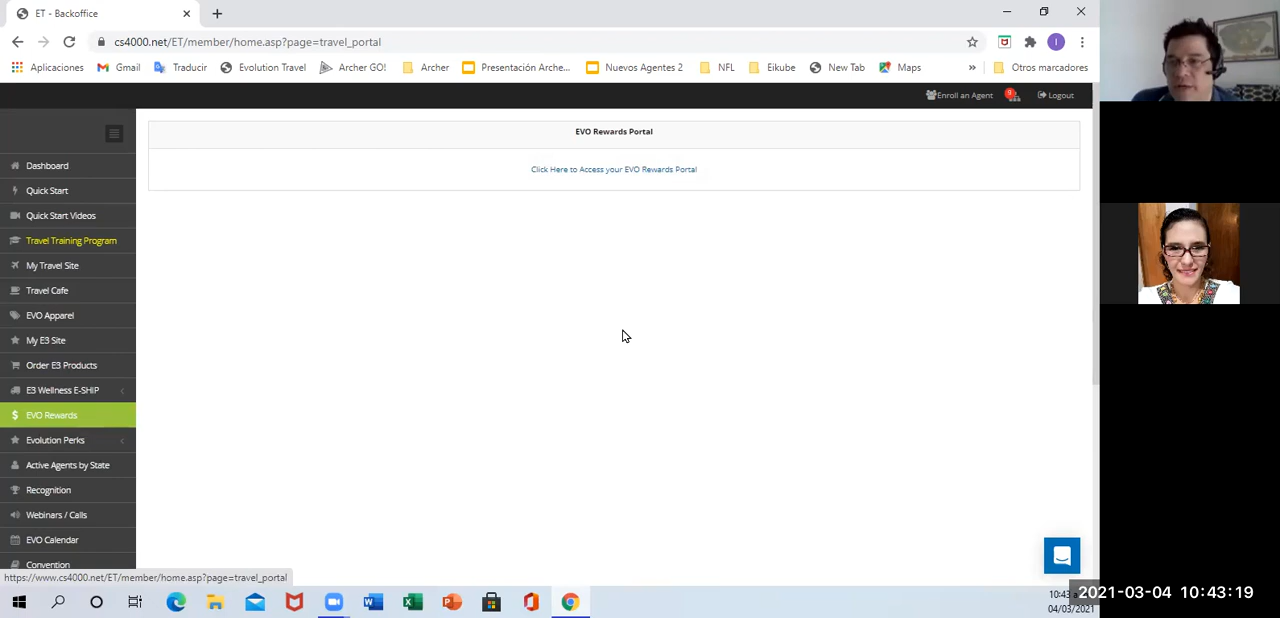 ET - Backoffice
cs4000.net/ET/member/home.asp?page=travel_portal
I
Aplicaciones Gmail Traducir Evolution Travel Archer GO! Archer Presentación Arche... Nuevos Agentes 2 NFL Eikube New Tab Maps » Otros marcadores
Enroll an Agent 9 Logout
EVO Rewards Portal
Click Here to Access your EVO Rewards Portal
Dashboard
Quick Start
Quick Start Videos
Travel Training Program
My Travel Site
Travel Cafe
EVO Apparel
My E3 Site
Order E3 Products
E3 Wellness E-SHIP
EVO Rewards
Evolution Perks
Active Agents by State
Recognition
Webinars / Calls
EVO Calendar
Convention
https://www.cs4000.net/ET/member/home.asp?page=travel_portal
10:43 a
04/03/2021
2021-03-04 10:43:19